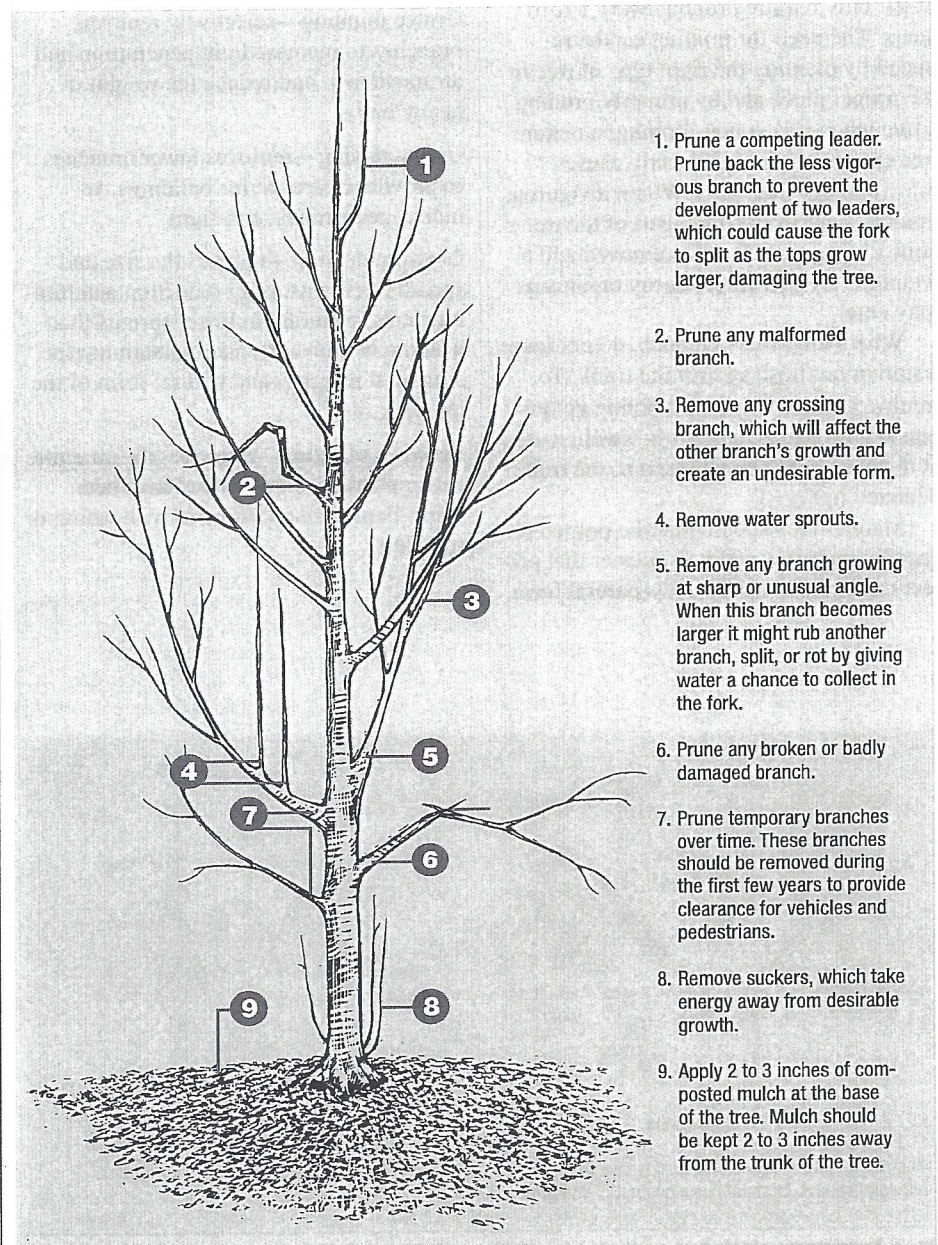 1. Prune a competing leader.
Prune back the less vigor-
ous branch to prevent the
development of two leaders,
which could cause the fork
to split as the tops grow
larger, damaging the tree.
2. Prune any malformed
branch.
3. Remove any crossing
branch, which will affect the
other branch's growth and
create an undesirable form.
4. Remove water sprouts.
5. Remove any branch growing
at sharp or unusual angle.
When this branch becomes
larger it might rub another
branch, split, or rot by giving
water a chance to collect in
the fork.
6. Prune any broken or badly
damaged branch.
7. Prune temporary branches
over time. These branches
should be removed during
the first few years to provide
clearance for vehicles and
pedestrians.
8. Remove suckers, which take
energy away from desirable
growth.
9. Apply 2 to 3 inches of com-
posted mulch at the base
of the tree. Mulch should
be kept 2 to 3 inches away
from the trunk of the tree.
1
2
3
4
5
7
6
9
8